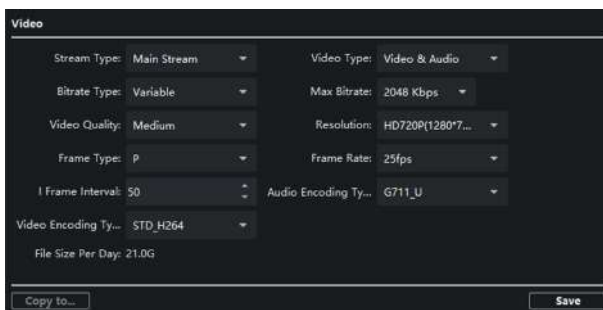 Video
Stream Type: Main Stream Video Type: Video & Audio
Bitrate Type: Variable Max Bitrate: 2048 Kbps
Video Quality: Medium Resolution: HD720P(1280*7...
Frame Type: P Frame Rate: 25fps
I Frame Interval: 50 Audio Encoding Ty... G711_U
Video Encoding Ty... STD_H264
File Size Per Day: 21.0G
Copy to... Save